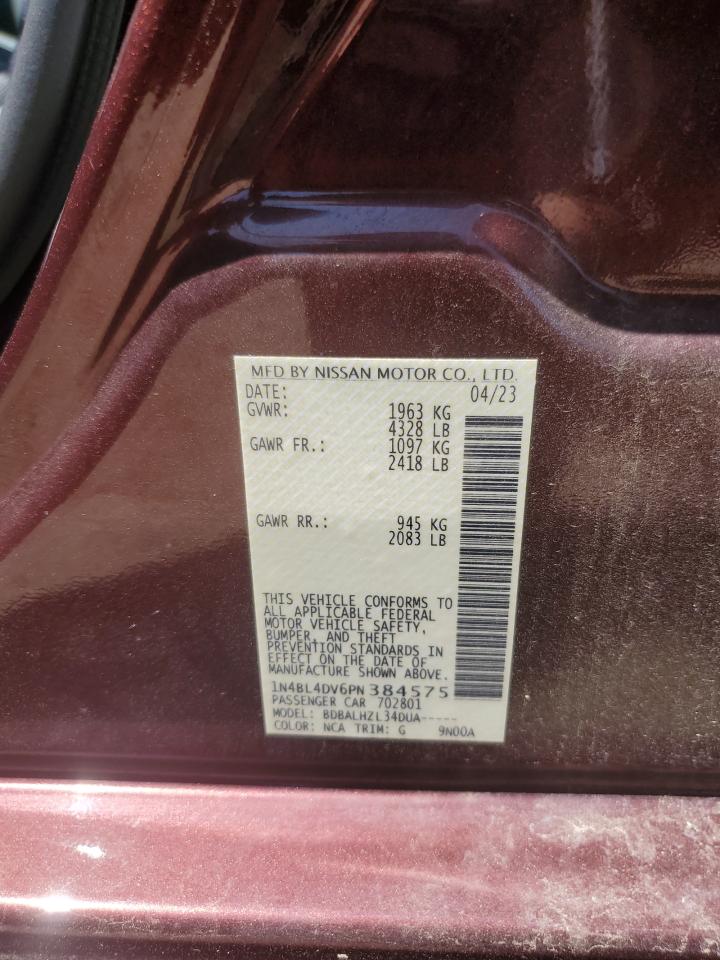 MFD BY NISSAN MOTOR CO., LTD.
DATE: 04/23
GVWR: 1963 KG
4328 LB
GAWR FR.: 1097 KG
2418 LB
GAWR RR.: 945 KG
2083 LB
THIS VEHICLE CONFORMS TO
ALL APPLICABLE FEDERAL
MOTOR VEHICLE SAFETY,
BUMPER, AND THEFT
PREVENTION STANDARDS IN
EFFECT ON THE DATE OF
MANUFACTURE SHOWN ABOVE.
1N4BL4DV6PN384575
PASSENGER CAR 702801
MODEL: BDBALHZL34DUA-----
COLOR: NCA TRIM: G 9N00A